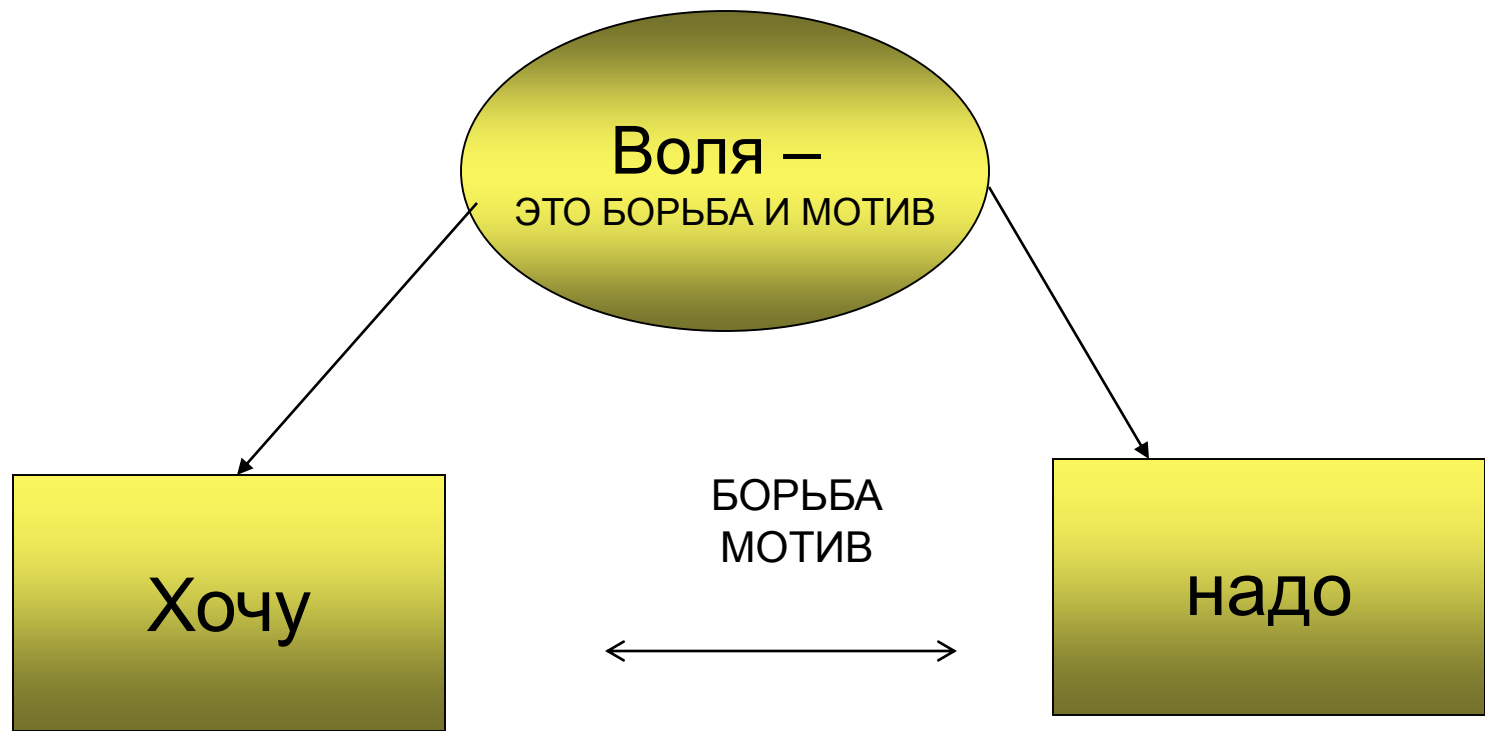 Воля –
ЭТО БОРЬБА И МОТИВ
БОРЬБА
МОТИВ
Хочу
надо